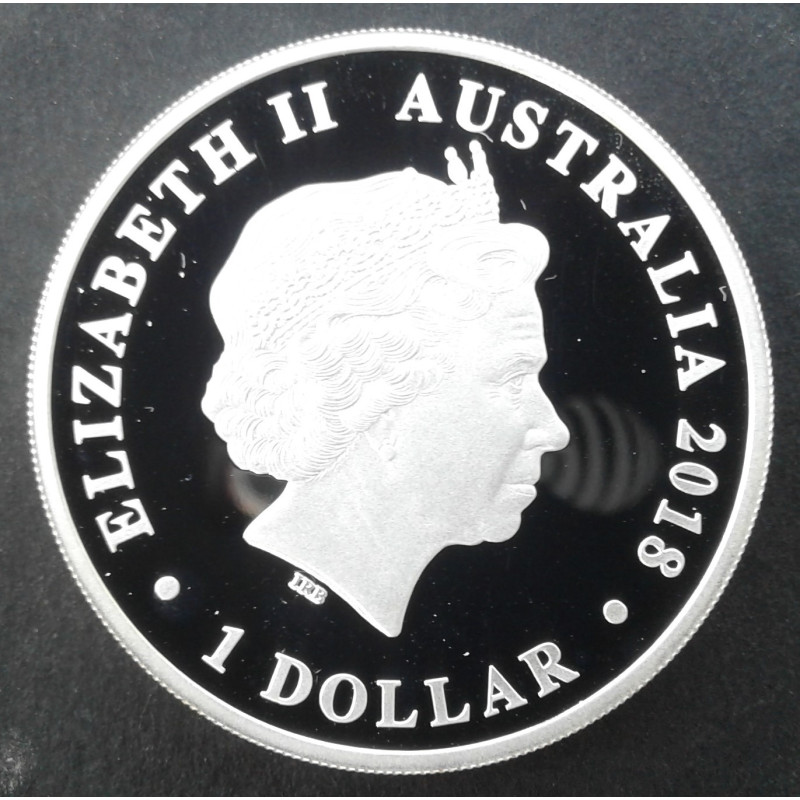 ELIZABETH II AUSTRALIA 2018
1 DOLLAR
IRB